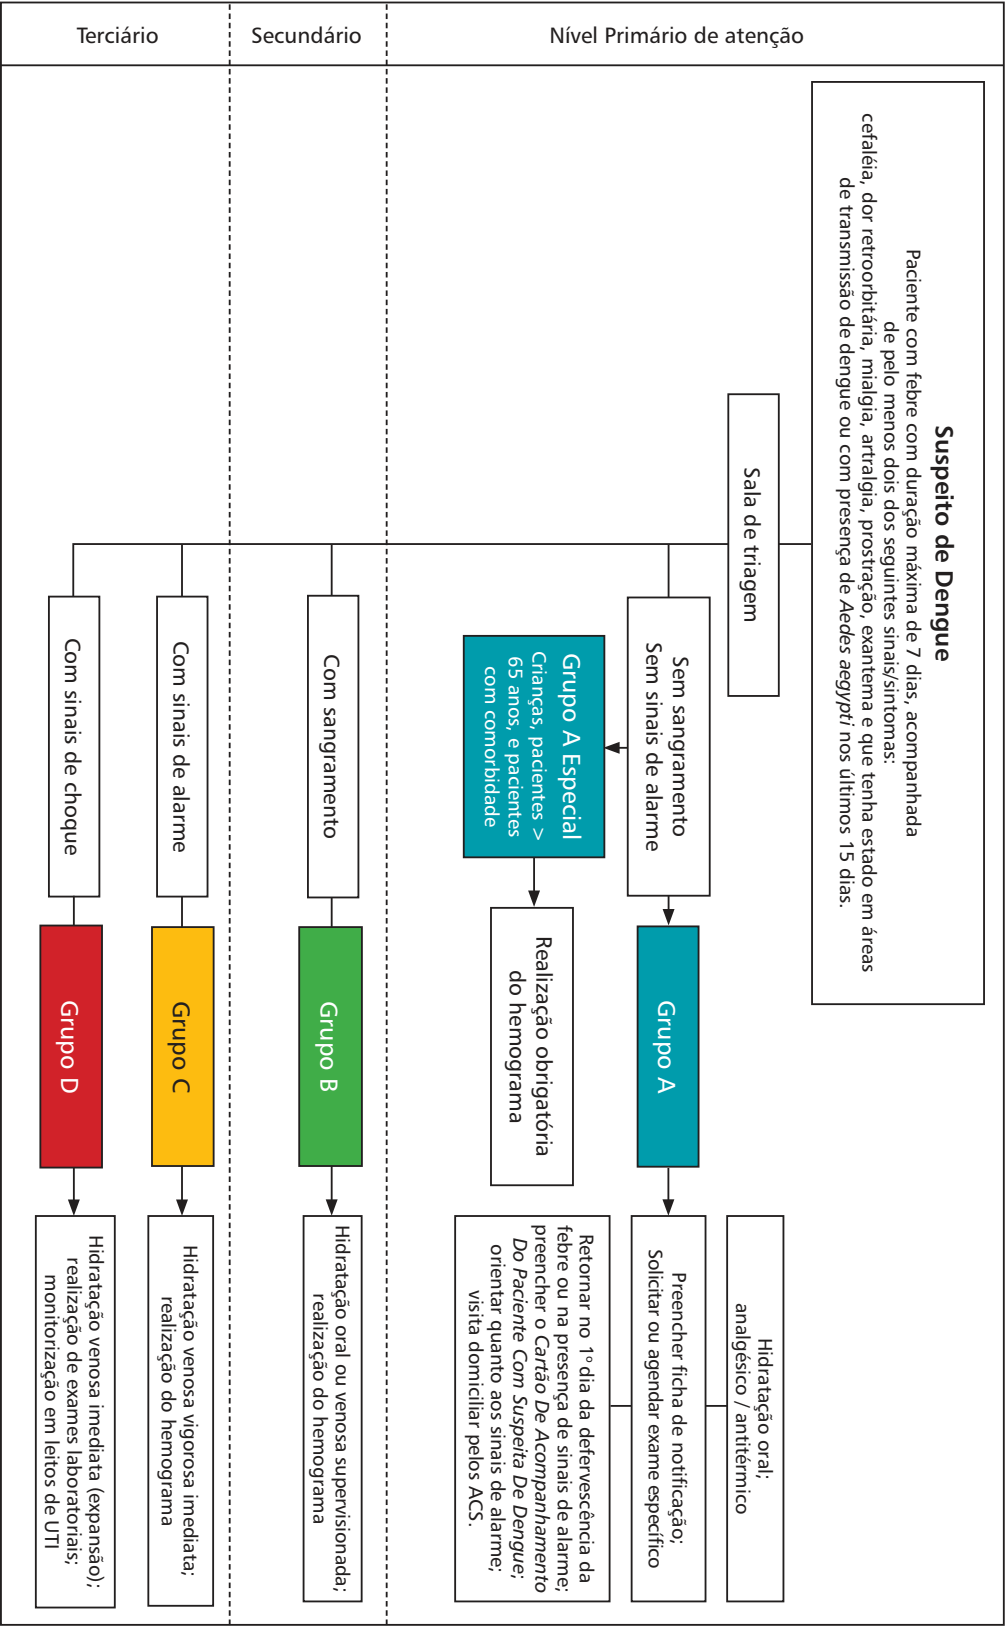 Terciário
Secundário
Nível Primário de atenção
Suspeito de Dengue
Paciente com febre com duração máxima de 7 dias, acompanhada
de pelo menos dois dos seguintes sinais/sintomas:
cefaléia, dor retroorbitária, mialgia, artralgia, prostração, exantema e que tenha estado em áreas
de transmissão de dengue ou com presença de Aedes aegypti nos últimos 15 dias.
Sala de triagem
Sem sangramento
Sem sinais de alarme
Grupo A
Preencher ficha de notificação;
Solicitar ou agendar exame específico
Hidratação oral;
analgésico / antitérmico
Retornar no 1º dia da defervescência da
febre ou na presença de sinais de alarme;
preencher o Cartão De Acompanhamento
Do Paciente Com Suspeita De Dengue;
orientar quanto aos sinais de alarme;
visita domiciliar pelos ACS.
Grupo A Especial
Crianças, pacientes >
65 anos, e pacientes
com comorbidade
Realização obrigatória
do hemograma
Com sangramento
Grupo B
Hidratação oral ou venosa supervisionada;
realização do hemograma
Com sinais de alarme
Grupo C
Hidratação venosa vigorosa imediata;
realização do hemograma
Com sinais de choque
Grupo D
Hidratação venosa imediata (expansão);
realização de exames laboratoriais;
monitorização em leitos de UTI